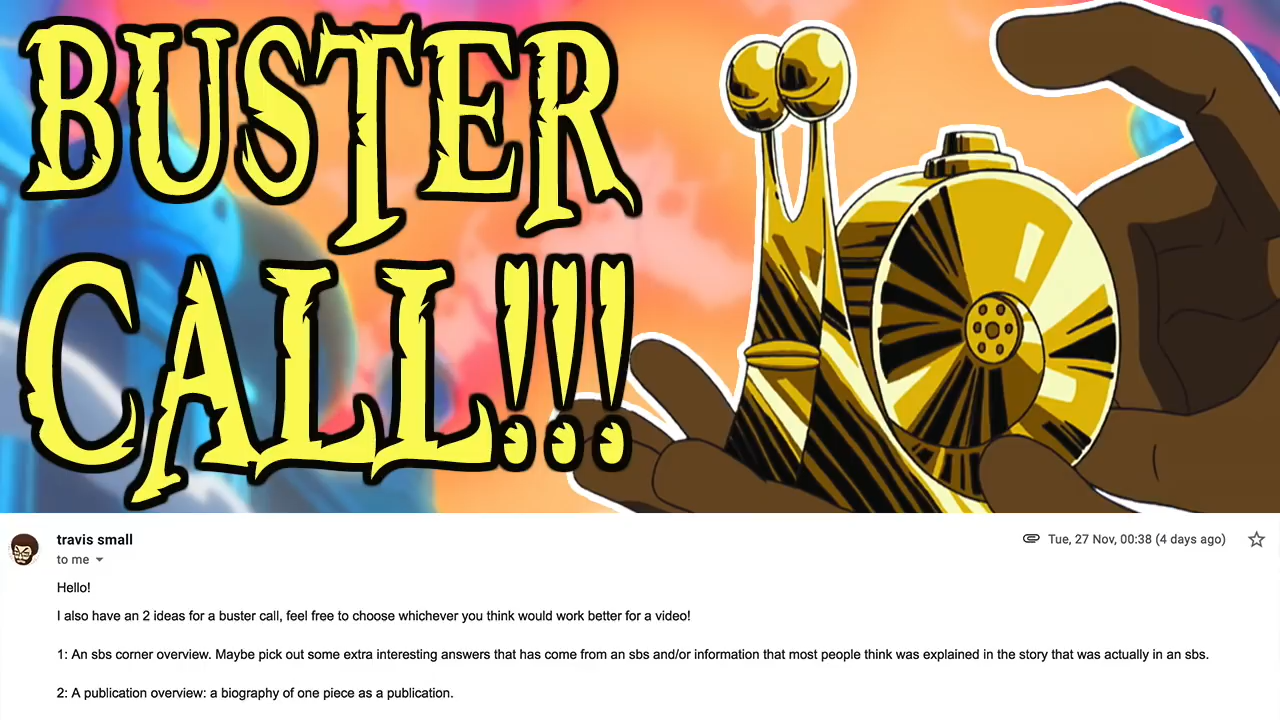 BUSTER
CALL!!!
travis small
Tue, 27 Nov, 00:38 (4 days ago)
to me
Hello!
I also have an 2 ideas for a buster call, feel free to choose whichever you think would work better for a video!
1: An sbs corner overview. Maybe pick out some extra interesting answers that has come from an sbs and/or information that most people think was explained in the story that was actually in an sbs.
2: A publication overview: a biography of one piece as a publication.